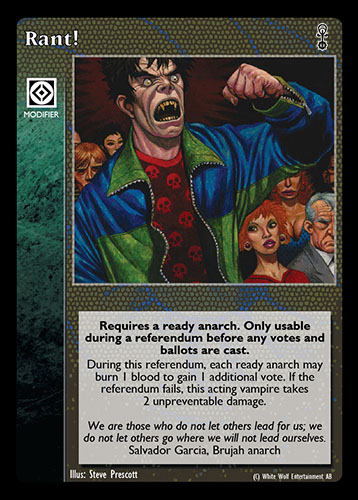 Rant!
MODIFIER
Requires a ready anarch. Only usable
during a referendum before any votes and
ballots are cast.
During this referendum, each ready anarch may
burn 1 blood to gain 1 additional vote. If the
referendum fails, this acting vampire takes
2 unpreventable damage.
We are those who do not let others lead for us; we
do not let others go where we will not lead ourselves.
Salvador Garcia, Brujah anarch
Illus: Steve Prescott
(C) White Wolf Entertainment AB